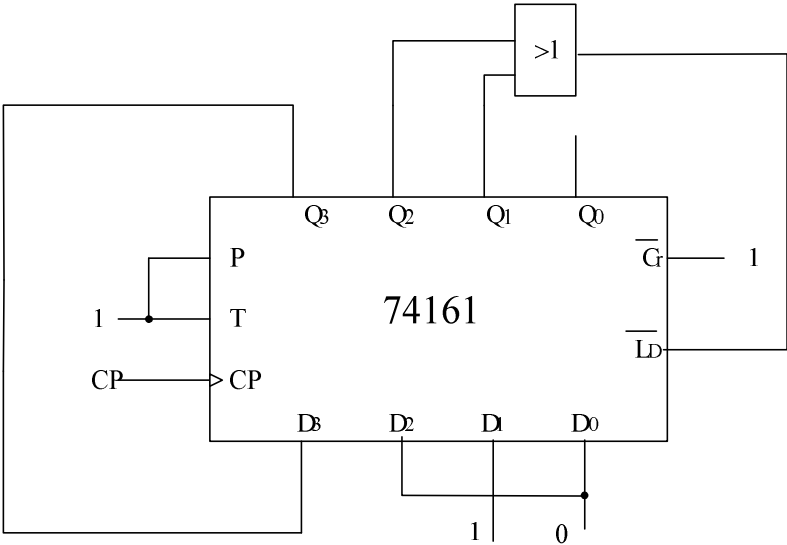 >1
Q3 Q2 Q1 Q0
P
Cr 1
74161
1 T
LD
CP CP
D3 D2 D1 D0
1 0